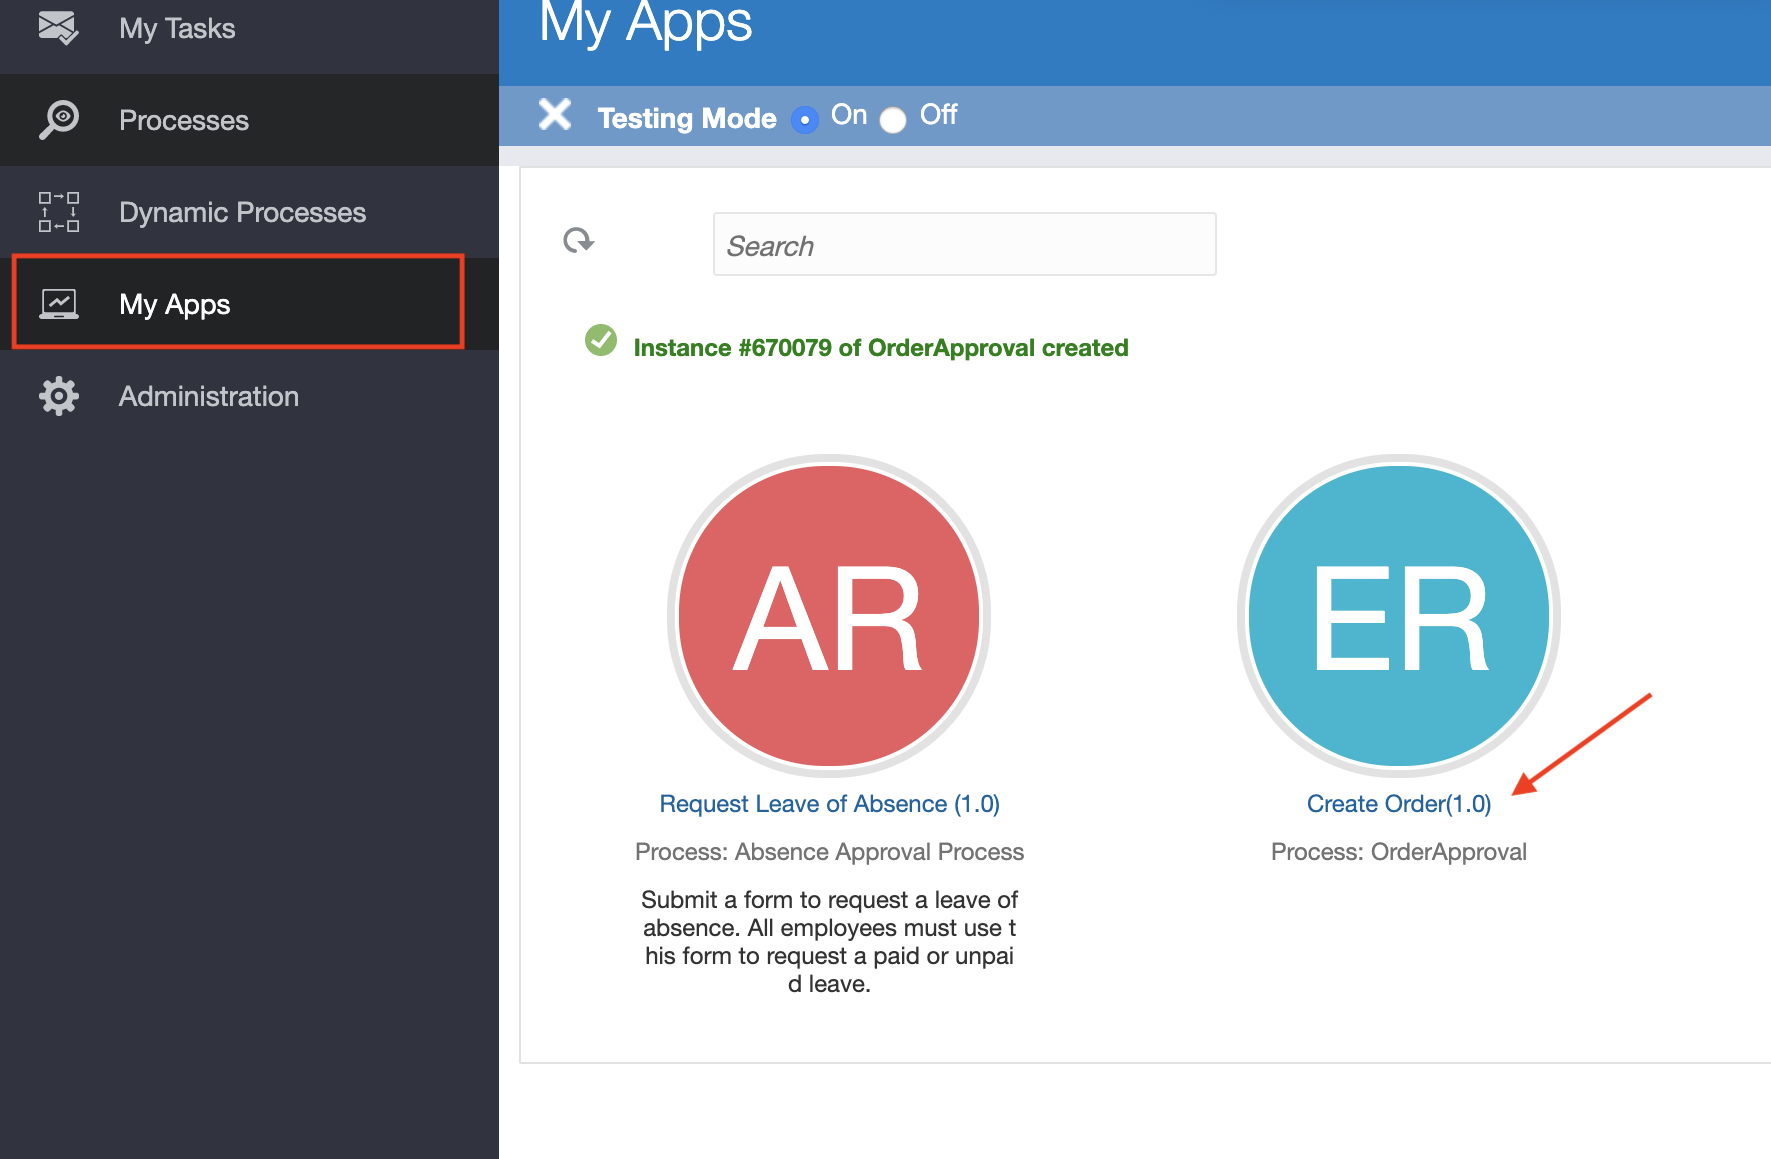 My Tasks
Processes
Dynamic Processes
My Apps
Administration
My Apps
Testing Mode On Off
Search
Instance #670079 of OrderApproval created
AR
Request Leave of Absence (1.0)
Process: Absence Approval Process
Submit a form to request a leave of
absence. All employees must use t
his form to request a paid or unpai
d leave.
ER
Create Order(1.0)
Process: OrderApproval